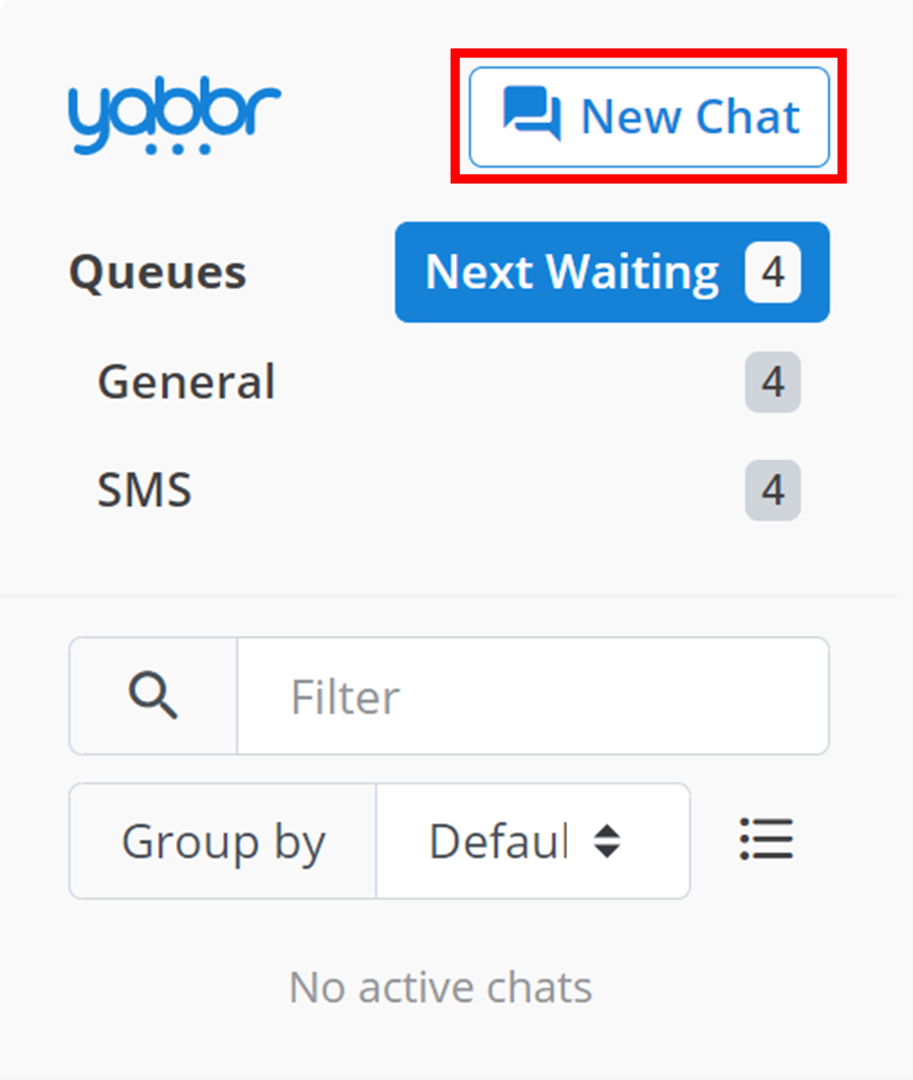 yabbr
New Chat
Queues
Next Waiting 4
General 4
SMS 4
Filter
Group by Defaul
No active chats